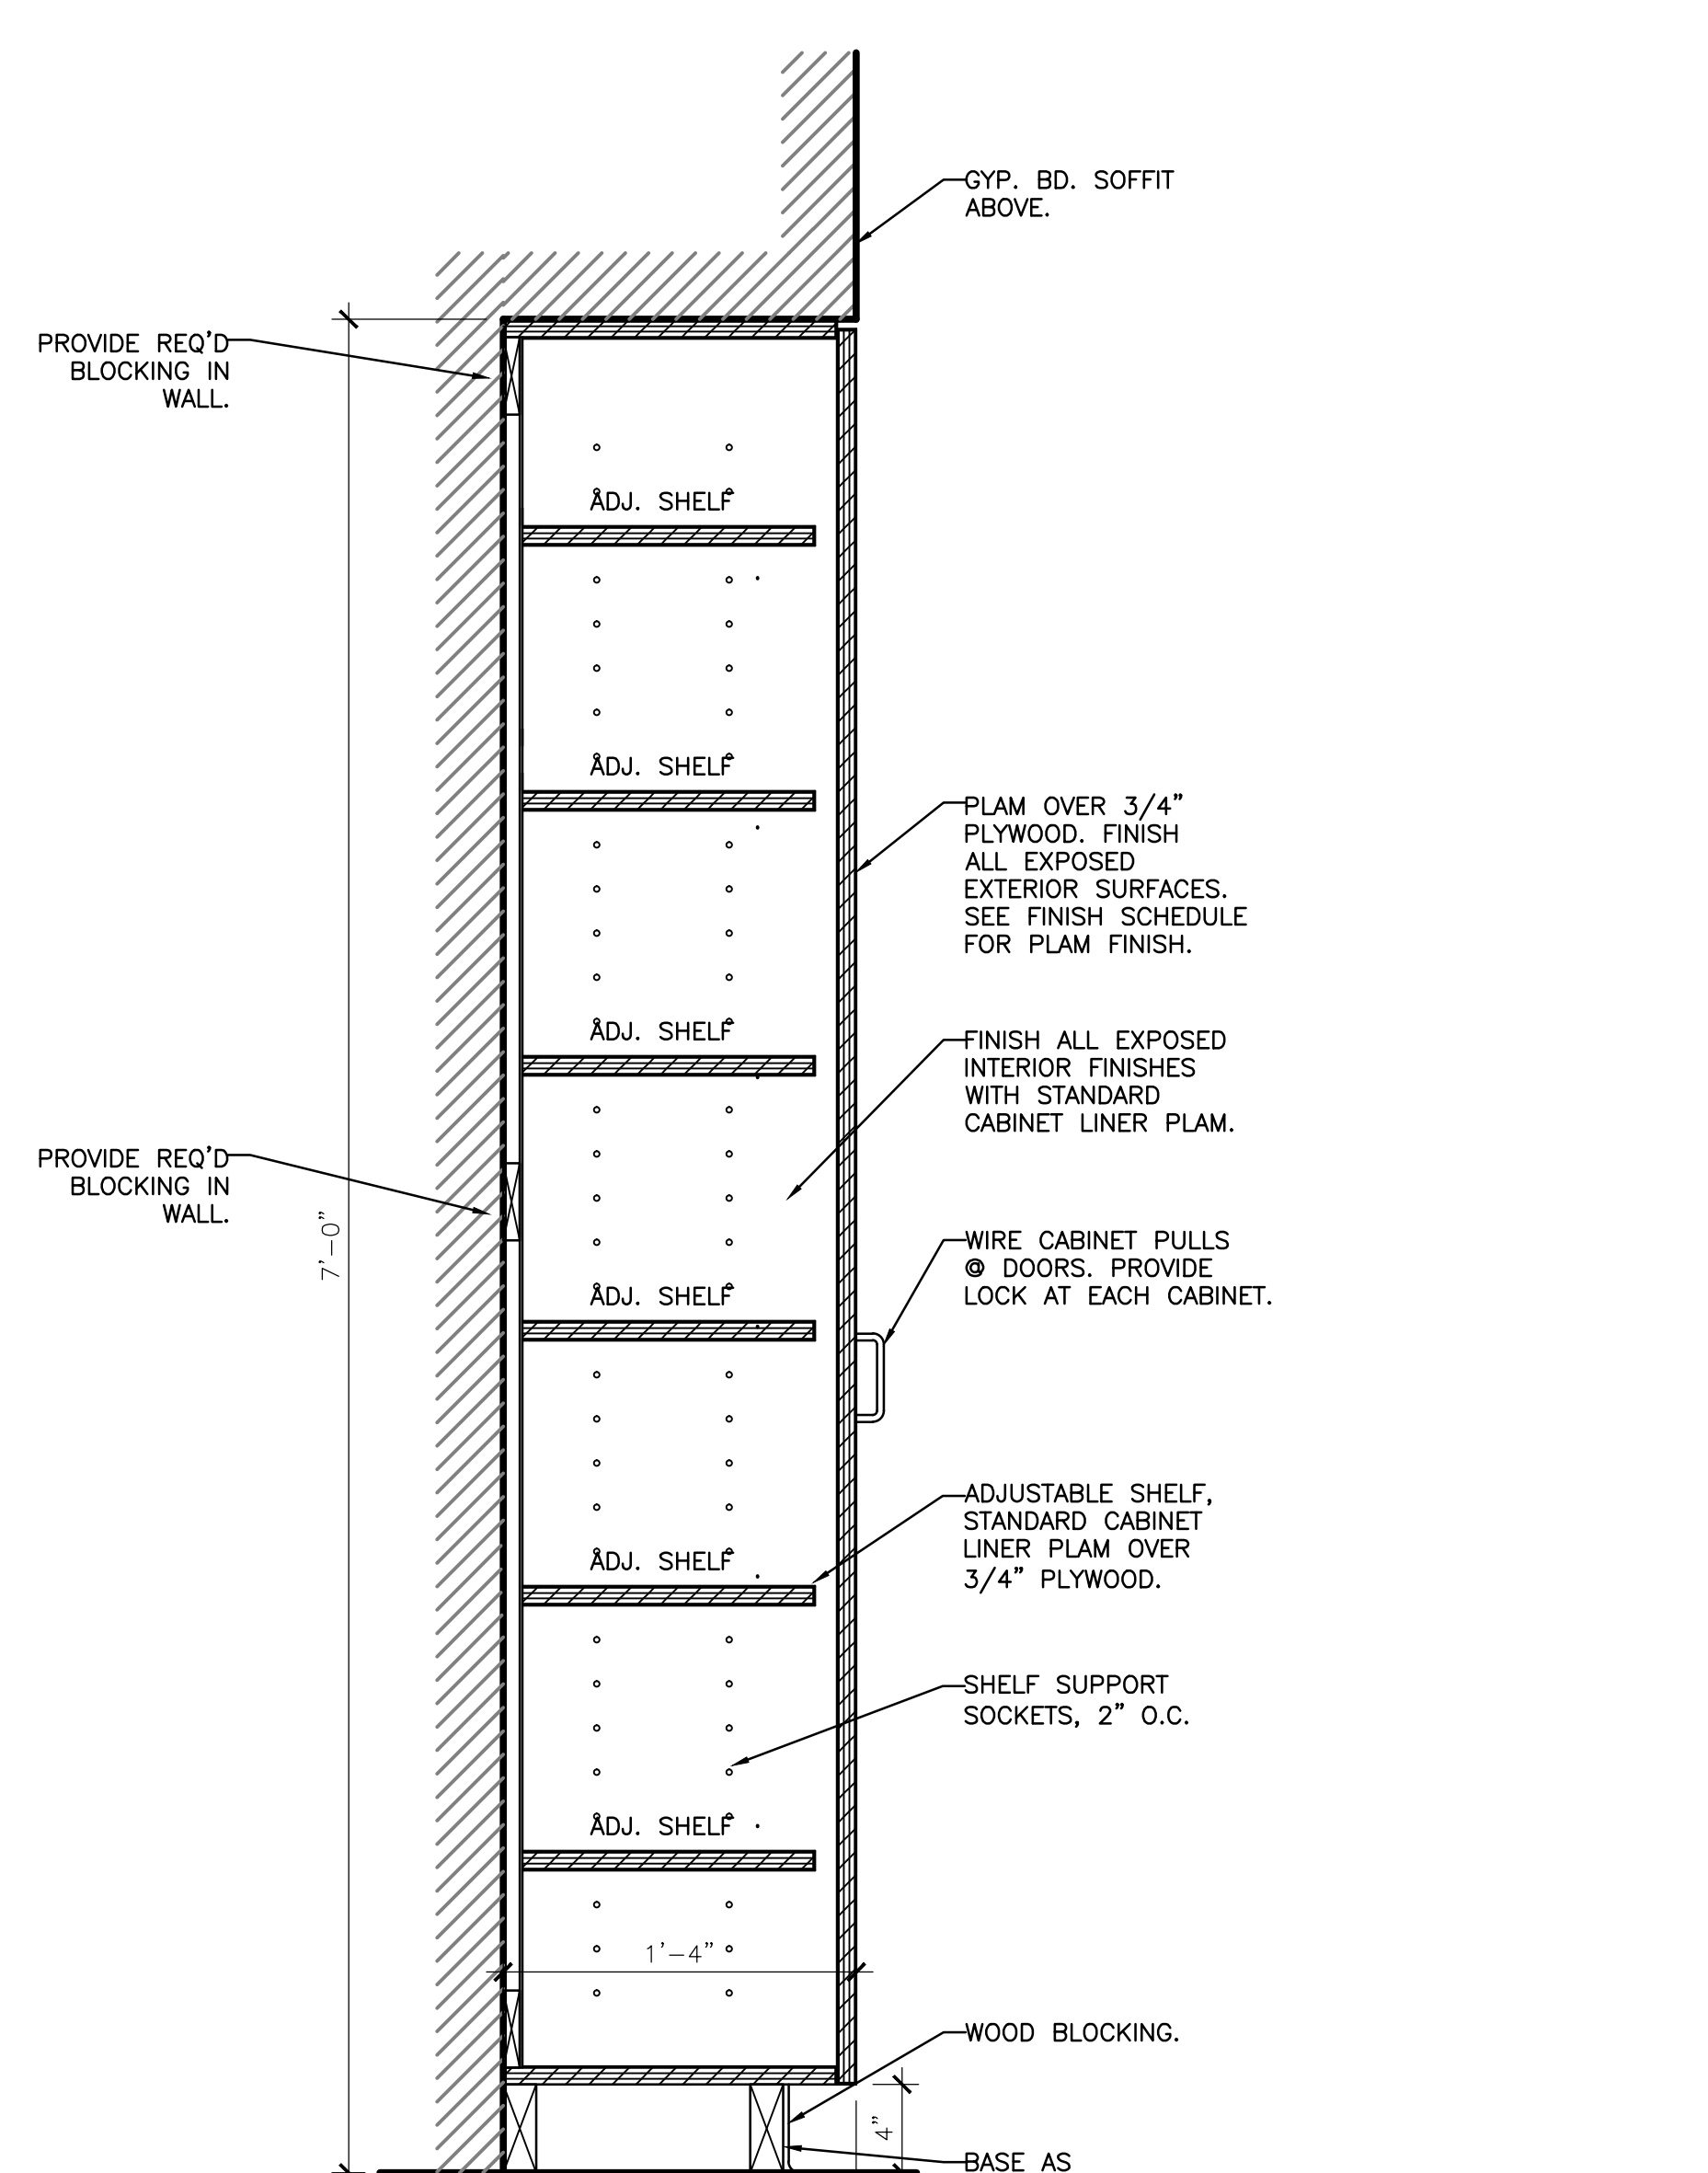 GYP. BD. SOFFIT
ABOVE.
PROVIDE REQ'D
BLOCKING IN
WALL.
ADJ. SHELF
ADJ. SHELF
PLAM OVER 3/4"
PLYWOOD. FINISH
ALL EXPOSED
EXTERIOR SURFACES.
SEE FINISH SCHEDULE
FOR PLAM FINISH.
ADJ. SHELF
FINISH ALL EXPOSED
INTERIOR FINISHES
WITH STANDARD
CABINET LINER PLAM.
PROVIDE REQ'D
BLOCKING IN
WALL.
7'-0"
WIRE CABINET PULLS
@ DOORS. PROVIDE
LOCK AT EACH CABINET.
ADJ. SHELF
ADJUSTABLE SHELF,
STANDARD CABINET
LINER PLAM OVER
3/4" PLYWOOD.
ADJ. SHELF
SHELF SUPPORT
SOCKETS, 2" O.C.
ADJ. SHELF
1'-4"
WOOD BLOCKING.
4"
BASE AS